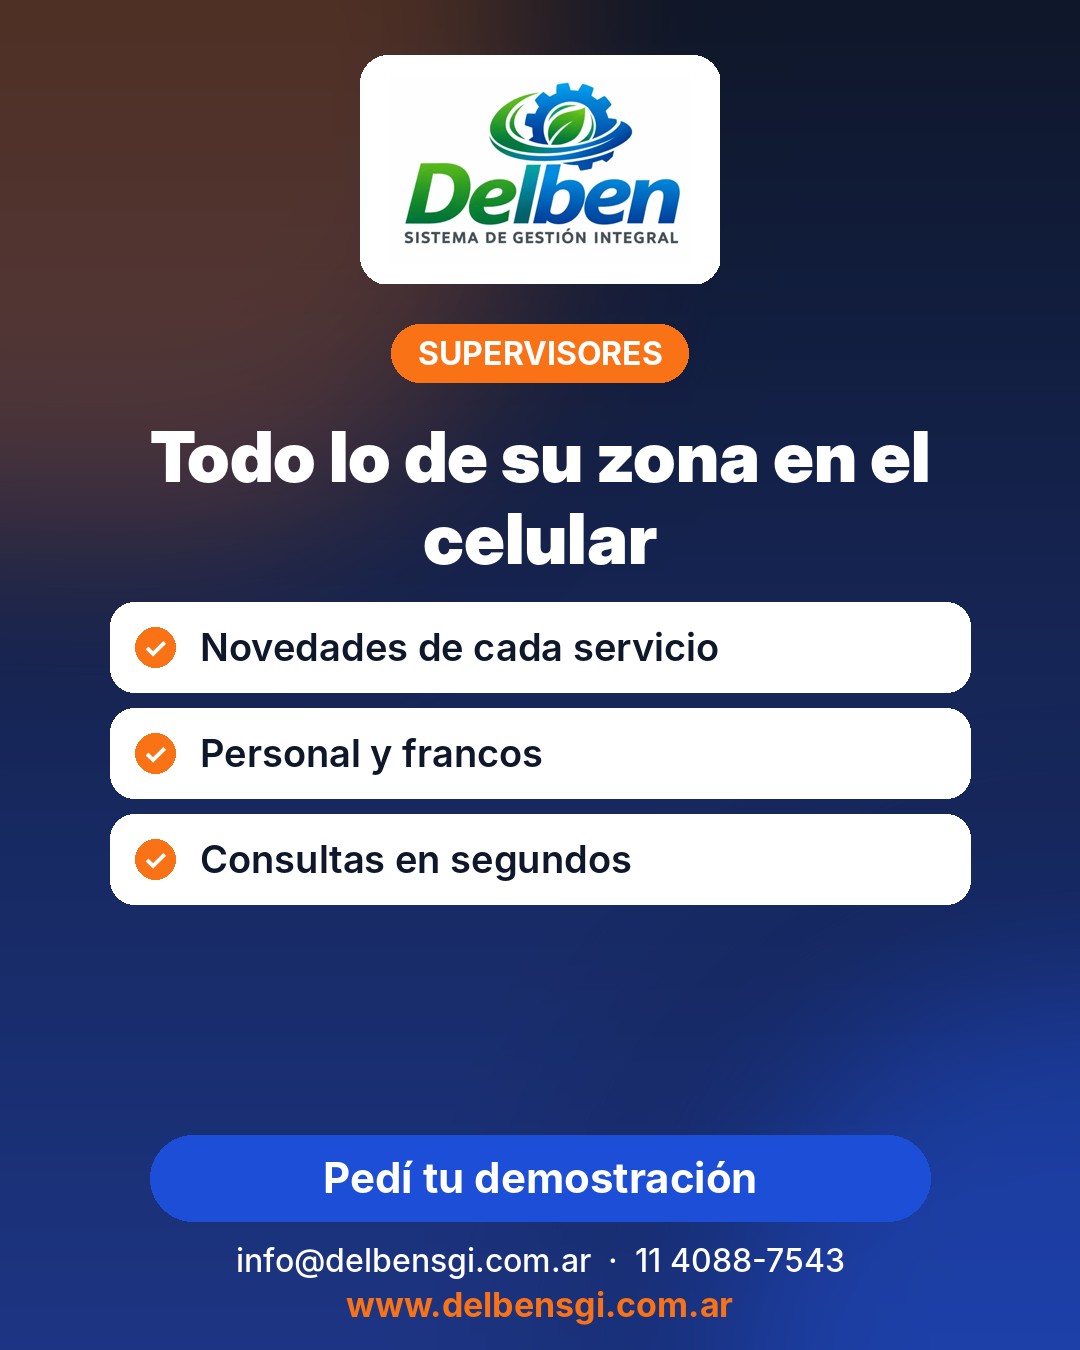 Delben
SISTEMA DE GESTIÓN INTEGRAL
SUPERVISORES
Todo lo de su zona en el
celular
Novedades de cada servicio
Personal y francos
Consultas en segundos
Pedí tu demostración
info@delbensgi.com.ar · 11 4088-7543
www.delbensgi.com.ar